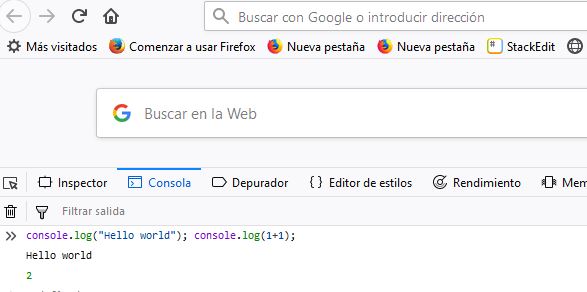 Buscar con Google o introducir dirección
Más visitados Comenzar a usar Firefox Nueva pestaña Nueva pestaña StackEdit
G Buscar en la Web
Inspector Consola Depurador {} Editor de estilos Rendimiento Mem
Filtrar salida
>> console.log("Hello world"); console.log(1+1);
Hello world
2